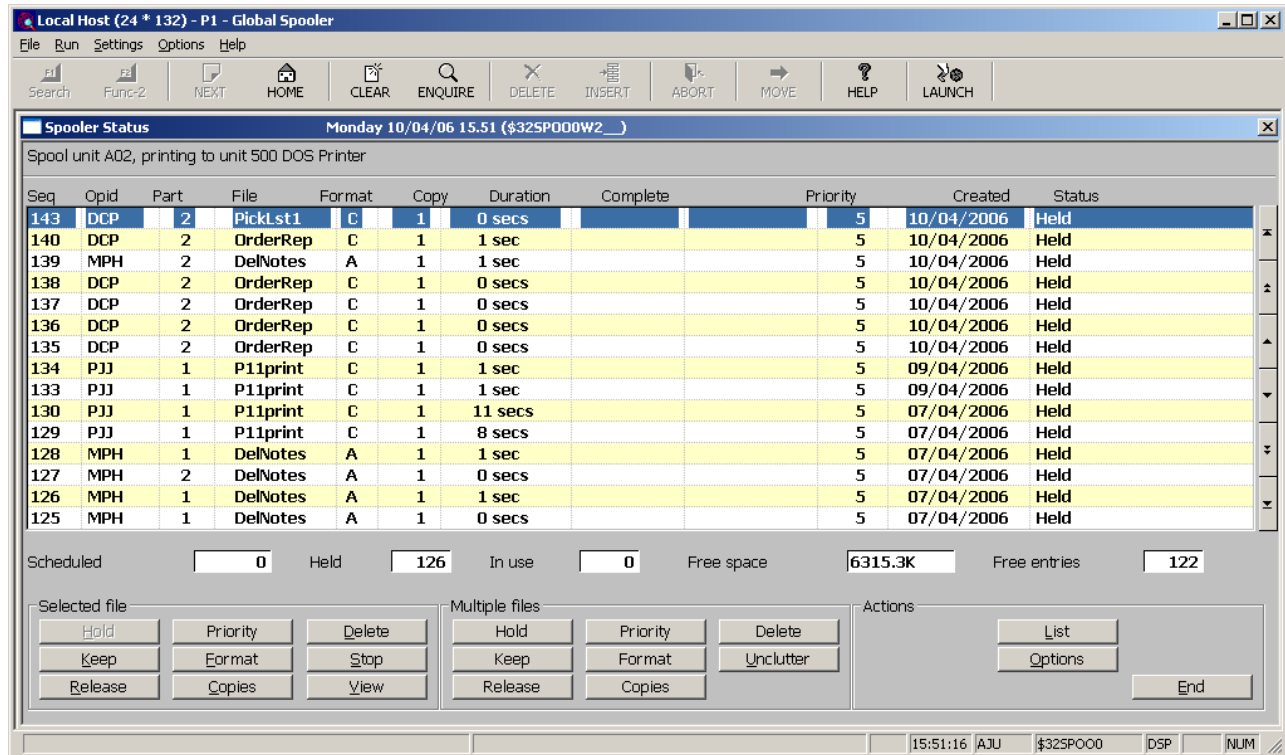 Local Host (24 * 132) - P1 - Global Spooler
File Run Settings Options Help
F1 F2
Search Func-2 NEXT HOME CLEAR ENQUIRE DELETE INSERT ABORT MOVE HELP LAUNCH
Spooler Status Monday 10/04/06 15.51 ($32SPOO0W2__)
Spool unit A02, printing to unit 500 DOS Printer
Seq Opid Part File Format Copy Duration Complete Priority Created Status
143 DCP 2 PickLst1 C 1 0 secs 5 10/04/2006 Held
140 DCP 2 OrderRep C 1 1 sec 5 10/04/2006 Held
139 MPH 2 DelNotes A 1 1 sec 5 10/04/2006 Held
138 DCP 2 OrderRep C 1 0 secs 5 10/04/2006 Held
137 DCP 2 OrderRep C 1 0 secs 5 10/04/2006 Held
136 DCP 2 OrderRep C 1 0 secs 5 10/04/2006 Held
135 DCP 2 OrderRep C 1 0 secs 5 10/04/2006 Held
134 PJJ 1 P11print C 1 1 sec 5 09/04/2006 Held
133 PJJ 1 P11print C 1 1 sec 5 09/04/2006 Held
130 PJJ 1 P11print C 1 11 secs 5 07/04/2006 Held
129 PJJ 1 P11print C 1 8 secs 5 07/04/2006 Held
128 MPH 1 DelNotes A 1 1 sec 5 07/04/2006 Held
127 MPH 2 DelNotes A 1 0 secs 5 07/04/2006 Held
126 MPH 1 DelNotes A 1 1 sec 5 07/04/2006 Held
125 MPH 1 DelNotes A 1 0 secs 5 07/04/2006 Held
Scheduled 0 Held 126 In use 0 Free space 6315.3K Free entries 122
Selected file Multiple files Actions
Hold Priority Delete Hold Priority Delete List
Keep Format Stop Keep Format Unclutter Options
Release Copies View Release Copies End
15:51:16 AJU $32SPOO0 DSP NUM